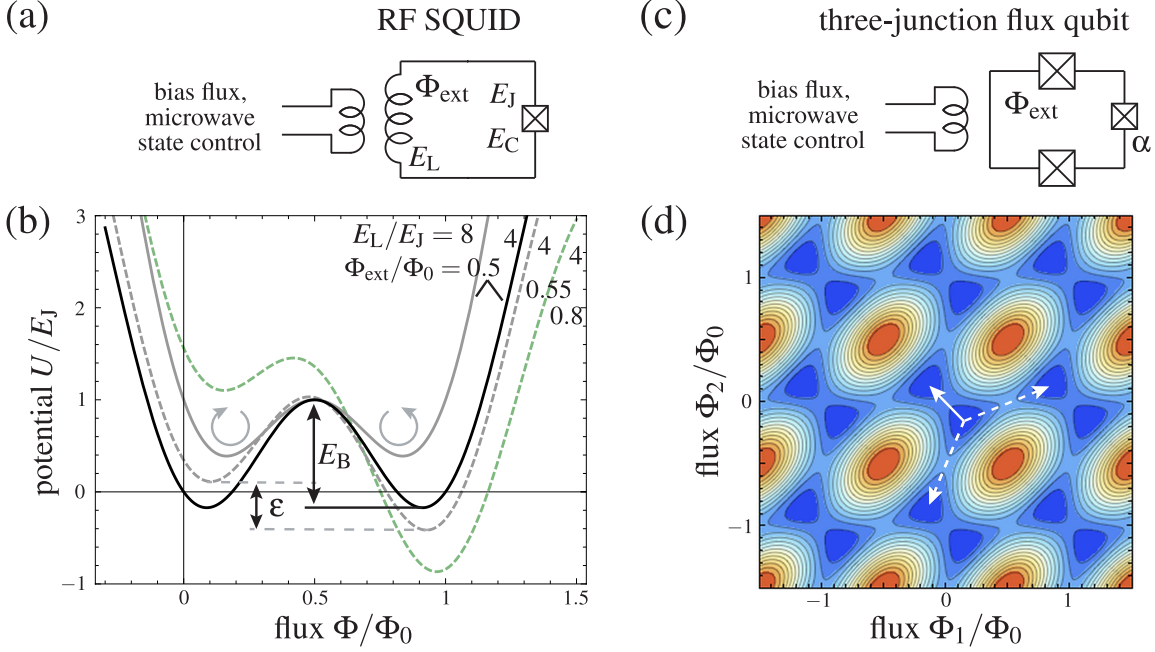 (a)
RF SQUID
bias flux,
microwave
state control
Φext
EJ
EC
EL
(c)
three-junction flux qubit
bias flux,
microwave
state control
Φext
α
(b)
EL/EJ = 8 4 4 4
Φext/Φ0 = 0.5 0.55 0.8
3
2
1
0
−1
potential U/EJ
EB
ε
0 0.5 1 1.5
flux Φ/Φ0
(d)
1
0
−1
flux Φ2/Φ0
−1 0 1
flux Φ1/Φ0